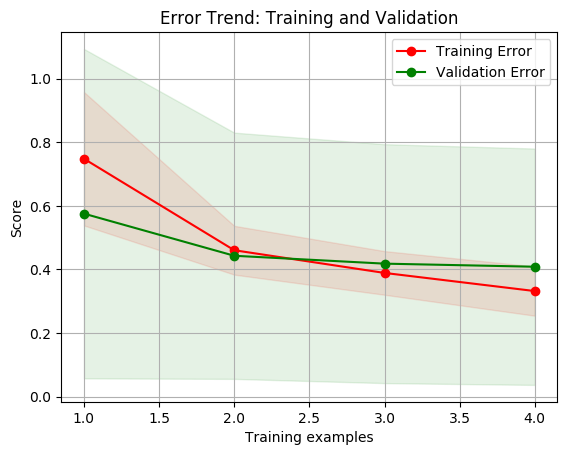 Error Trend: Training and Validation
Training Error
Validation Error
Score
1.0
0.8
0.6
0.4
0.2
0.0
1.0
1.5
2.0
2.5
3.0
3.5
4.0
Training examples